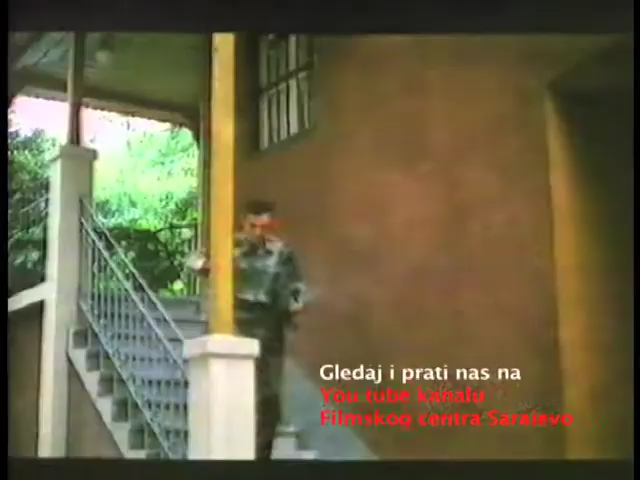 Gledaj i prati nas na
You tube kanalu
Filmskog centra Sarajevo